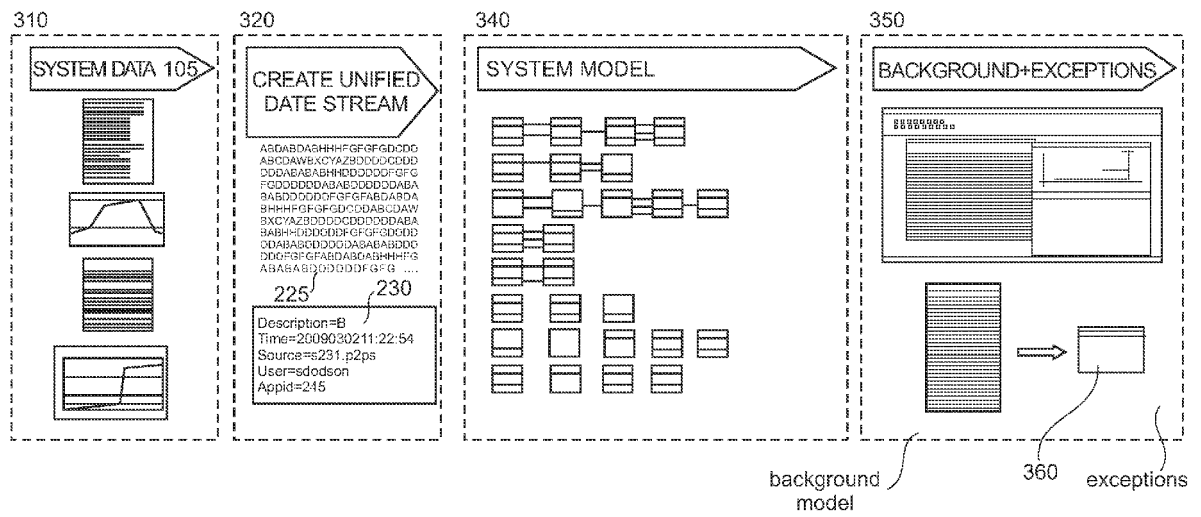 310
320
340
350
SYSTEM DATA 105
CREATE UNIFIED
DATE STREAM
SYSTEM MODEL
BACKGROUND+EXCEPTIONS
ABDABDABHHHFGFGFGDCDD
ABCDAWBXCYAZBDDDDCDDD
DDDABABABHHDDDDDDFGFG
FGDDDDDDABABDDDDDDABA
BABDDDDDDFGFGFABDABDA
BHHHFGFGFGDCDDABCDAW
BXCYAZBDDDDCDDDDDDABA
BABHHDDDDDDFGFGFGDDDD
DDABABDDDDDDABABABDDD
DDDFGFGFABDABDABHHHFG
ABABABDDDDDDFGFG ....
225
230
Description=B
Time=2009030211:22:54
Source=s231.p2ps
User=sdodson
Appid=245
background
model
360
exceptions